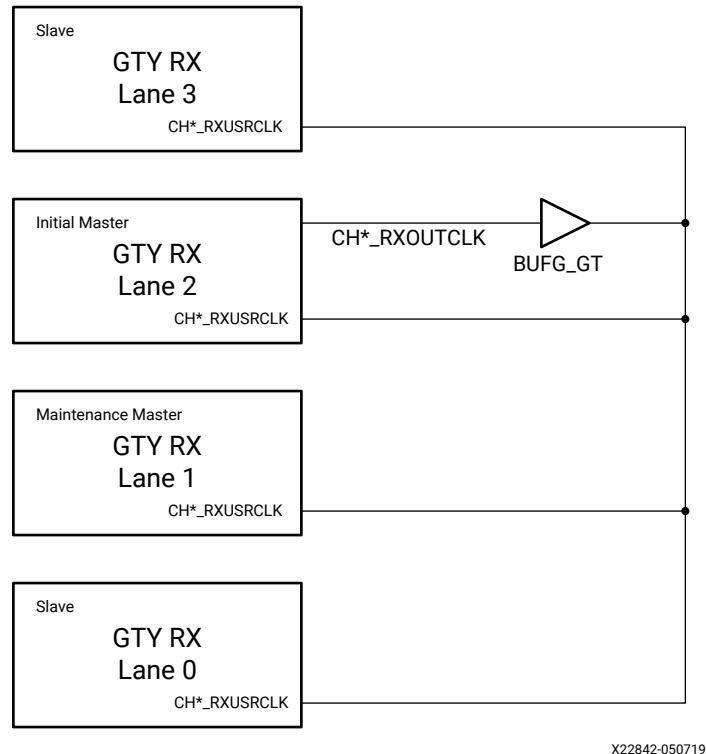 Slave
GTY RX
Lane 3
CH*_RXUSRCLK
Initial Master
GTY RX
Lane 2
CH*_RXOUTCLK
BUFG_GT
CH*_RXUSRCLK
Maintenance Master
GTY RX
Lane 1
CH*_RXUSRCLK
Slave
GTY RX
Lane 0
CH*_RXUSRCLK
X22842-050719